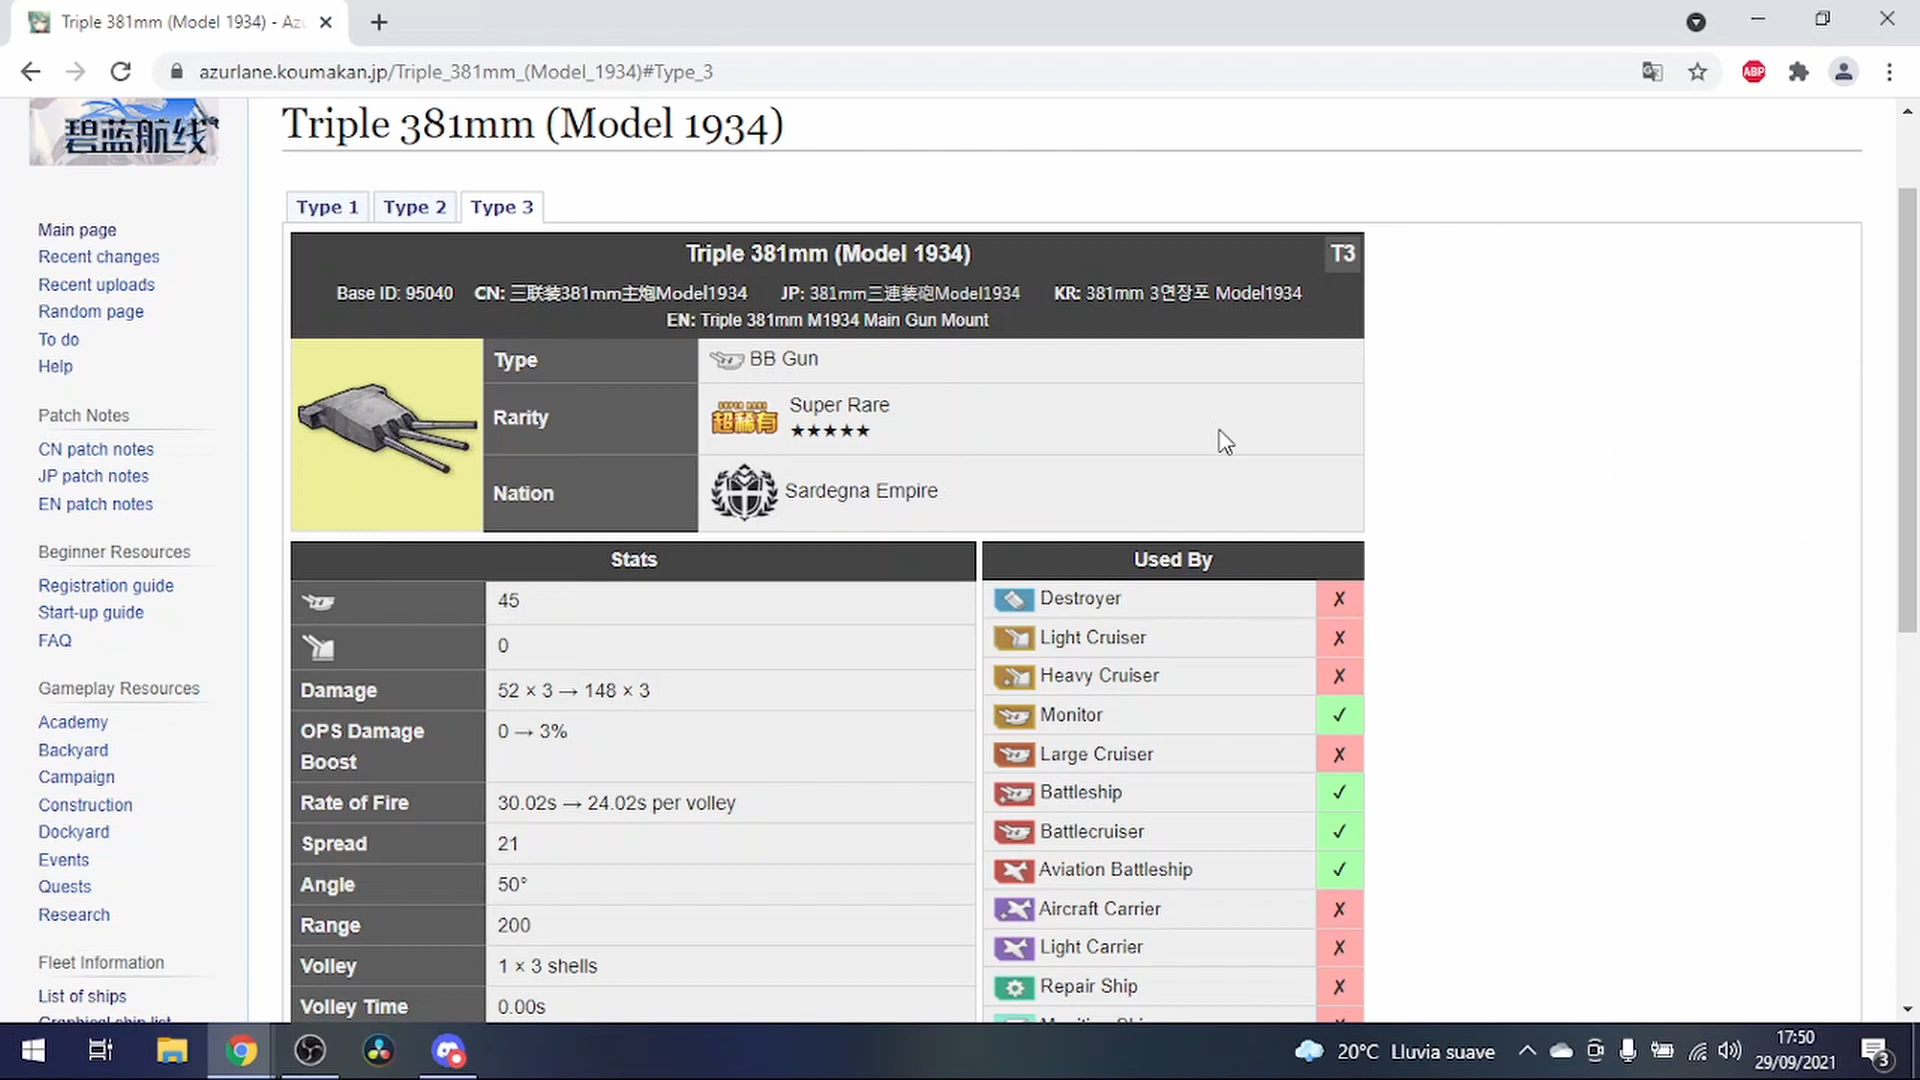 Triple 381mm (Model 1934) - Azu
azurlane.koumakan.jp/Triple_381mm_(Model_1934)#Type_3
ABP
碧蓝航线
Triple 381mm (Model 1934)
Type 1
Type 2
Type 3
Main page
Recent changes
Recent uploads
Random page
To do
Help
Patch Notes
CN patch notes
JP patch notes
EN patch notes
Beginner Resources
Registration guide
Start-up guide
FAQ
Gameplay Resources
Academy
Backyard
Campaign
Construction
Dockyard
Events
Quests
Research
Fleet Information
List of ships
Graphical ship list
Triple 381mm (Model 1934)
T3
Base ID: 95040 CN: 三联装381mm主炮Model1934 JP: 381mm三連装砲Model1934 KR: 381mm 3연장포 Model1934
EN: Triple 381mm M1934 Main Gun Mount
Type
BB Gun
Rarity
SUPER RARE
超稀有
Super Rare
★★★★★
Nation
Sardegna Empire
Stats
45
0
Damage
52 × 3 → 148 × 3
OPS Damage
Boost
0 → 3%
Rate of Fire
30.02s → 24.02s per volley
Spread
21
Angle
50°
Range
200
Volley
1 × 3 shells
Volley Time
0.00s
Used By
Destroyer ✗
Light Cruiser ✗
Heavy Cruiser ✗
Monitor ✓
Large Cruiser ✗
Battleship ✓
Battlecruiser ✓
Aviation Battleship ✓
Aircraft Carrier ✗
Light Carrier ✗
Repair Ship ✗
20°C Lluvia suave
17:50
29/09/2021
3